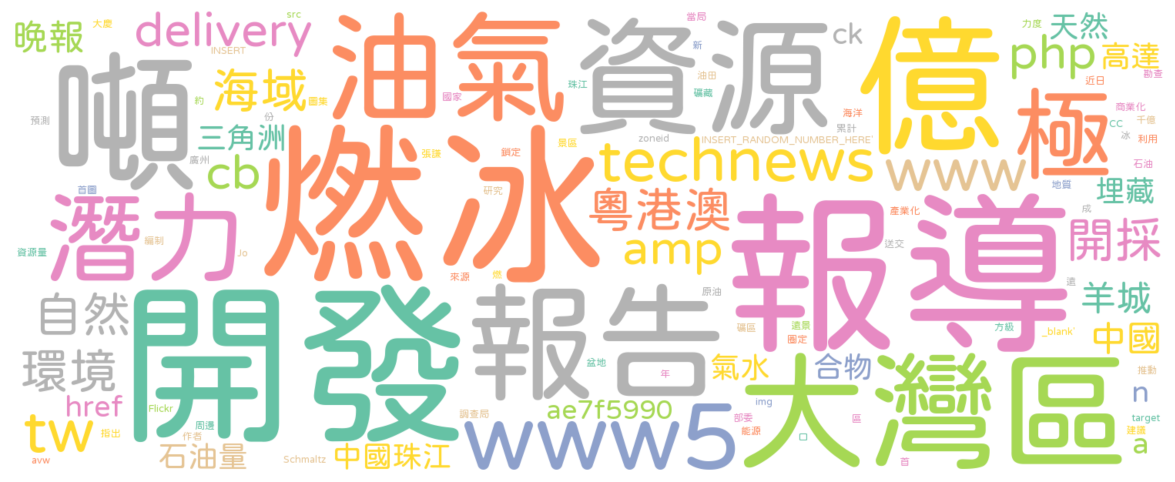 晚報
大慶
delivery
src
INSERT
油氣
資源
當局
ck
新
億
力度
天然
php
高達
勘查
噸
海域
圖集
國家
珠江
油田
礦藏
海洋
累計
近日
極
商業化
千億
cc
冰
利用
預測
約
份
三角洲
廣州
cb
燃冰
張謙
鎖定
景區
zoneid
INSERT_RANDOM_NUMBER_HERE'
technews
www
石油
地質
埋藏
首圖
潛力
研究
粵港澳
產業化
成
報導
開採
資源量
編制
Jo
來源
燃
amp
送交
遠
自然
開發
報告
原油
礦區
遠景
圈定
方級
羊城
_blank'
中國
環境
盆地
年
氣水
合物
大灣區
推動
n
href
Flickr
周邊
ae7f5990
img
target
tw
指出
作者
調查局
www5
部委
能源
口
區
建議
a
avw
石油量
Schmaltz
中國珠江
首